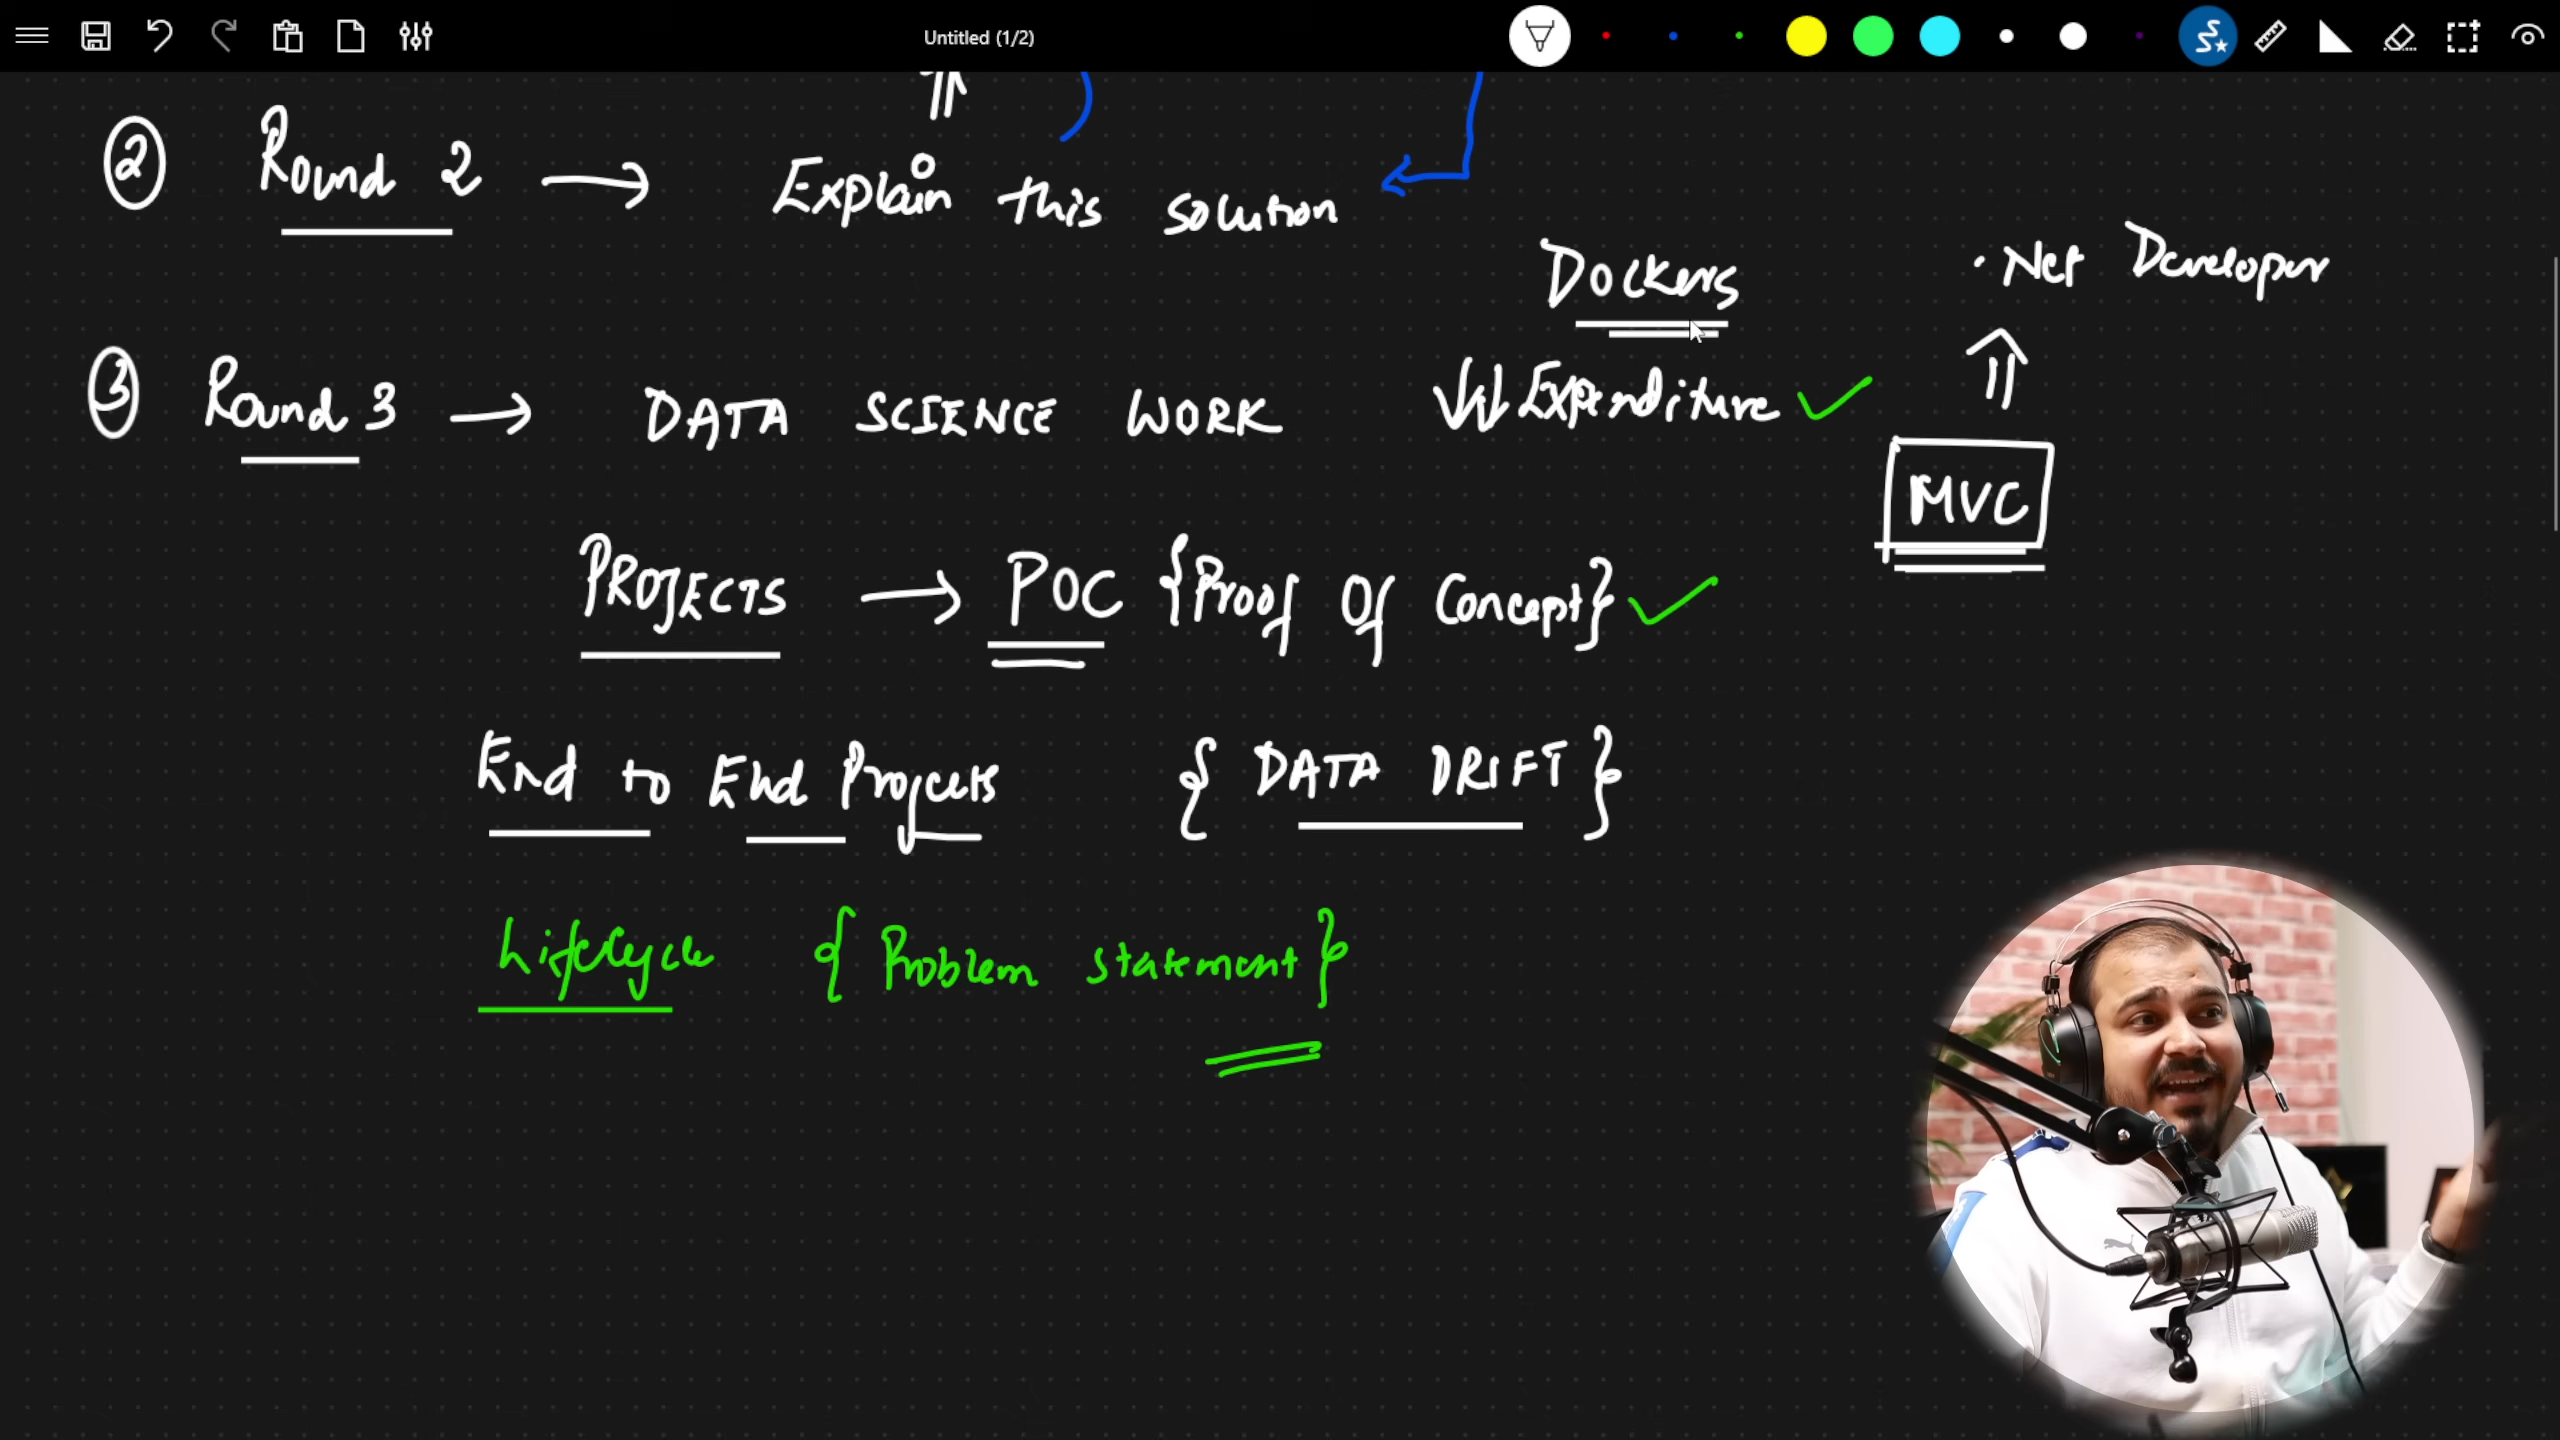 Untitled (1/2)
② Round 2 → Explain this solution
Dockers
.Net Developer
③ Round 3 → DATA SCIENCE WORK ↓↓ Expenditure ✓
MVC
PROJECTS → POC {Proof Of Concept} ✓
End to End Projects { DATA DRIFT }
Lifecycle { Problem statement }